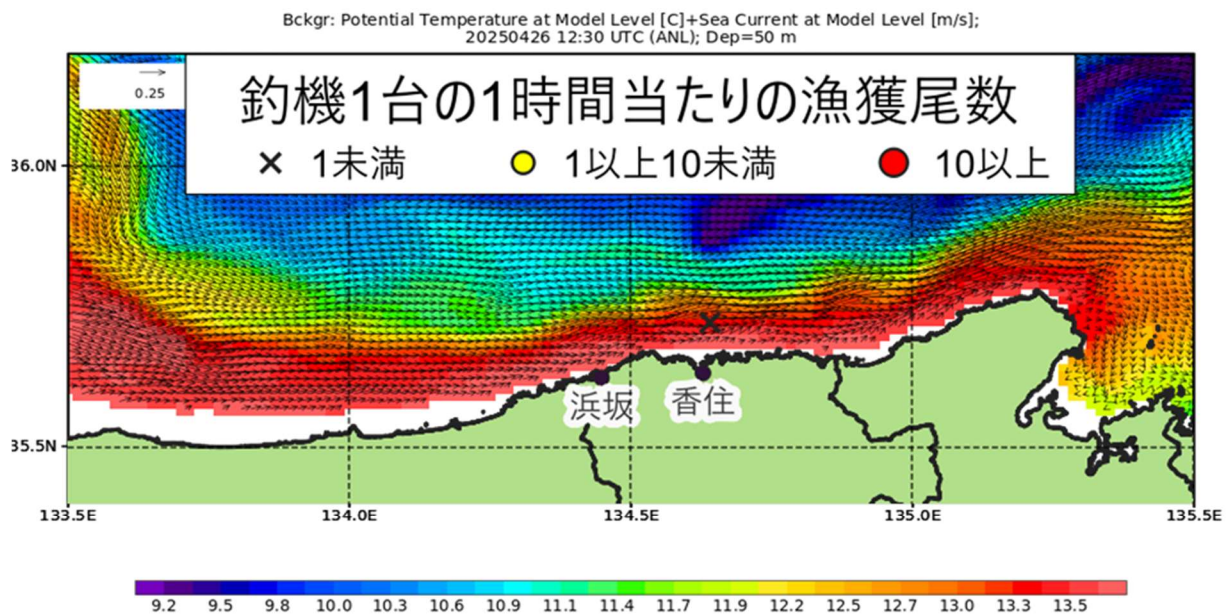 Bckgr: Potential Temperature at Model Level [C]+Sea Current at Model Level [m/s];
20250426 12:30 UTC (ANL); Dep=50 m
0.25
釣機1台の1時間当たりの漁獲尾数
× 1未満 1以上10未満 10以上
36.0N
浜坂 香住
35.5N
133.5E 134.0E 134.5E 135.0E 135.5E
9.2 9.5 9.8 10.0 10.3 10.6 10.9 11.1 11.4 11.7 11.9 12.2 12.5 12.7 13.0 13.3 13.5